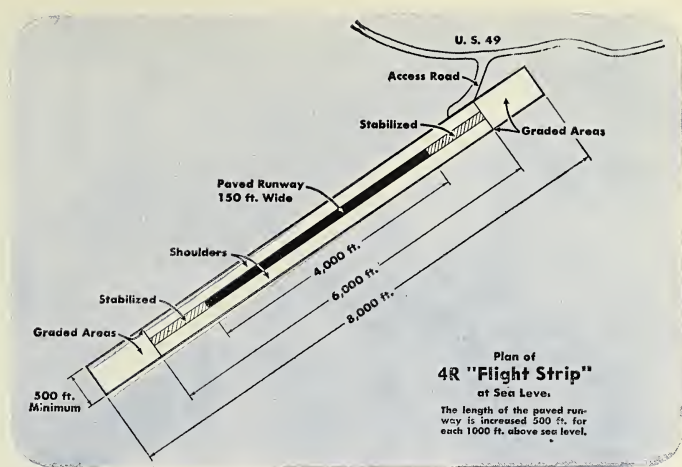 U. S. 49
Access Road
Stabilized
Graded Areas
Paved Runway
150 ft. Wide
Shoulders
4,000 ft.
6,000 ft.
8,000 ft.
Stabilized
Graded Areas
500 ft.
Minimum
Plan of
4R "Flight Strip"
at Sea Level
The length of the paved run-
way is increased 500 ft. for
each 1000 ft. above sea level.